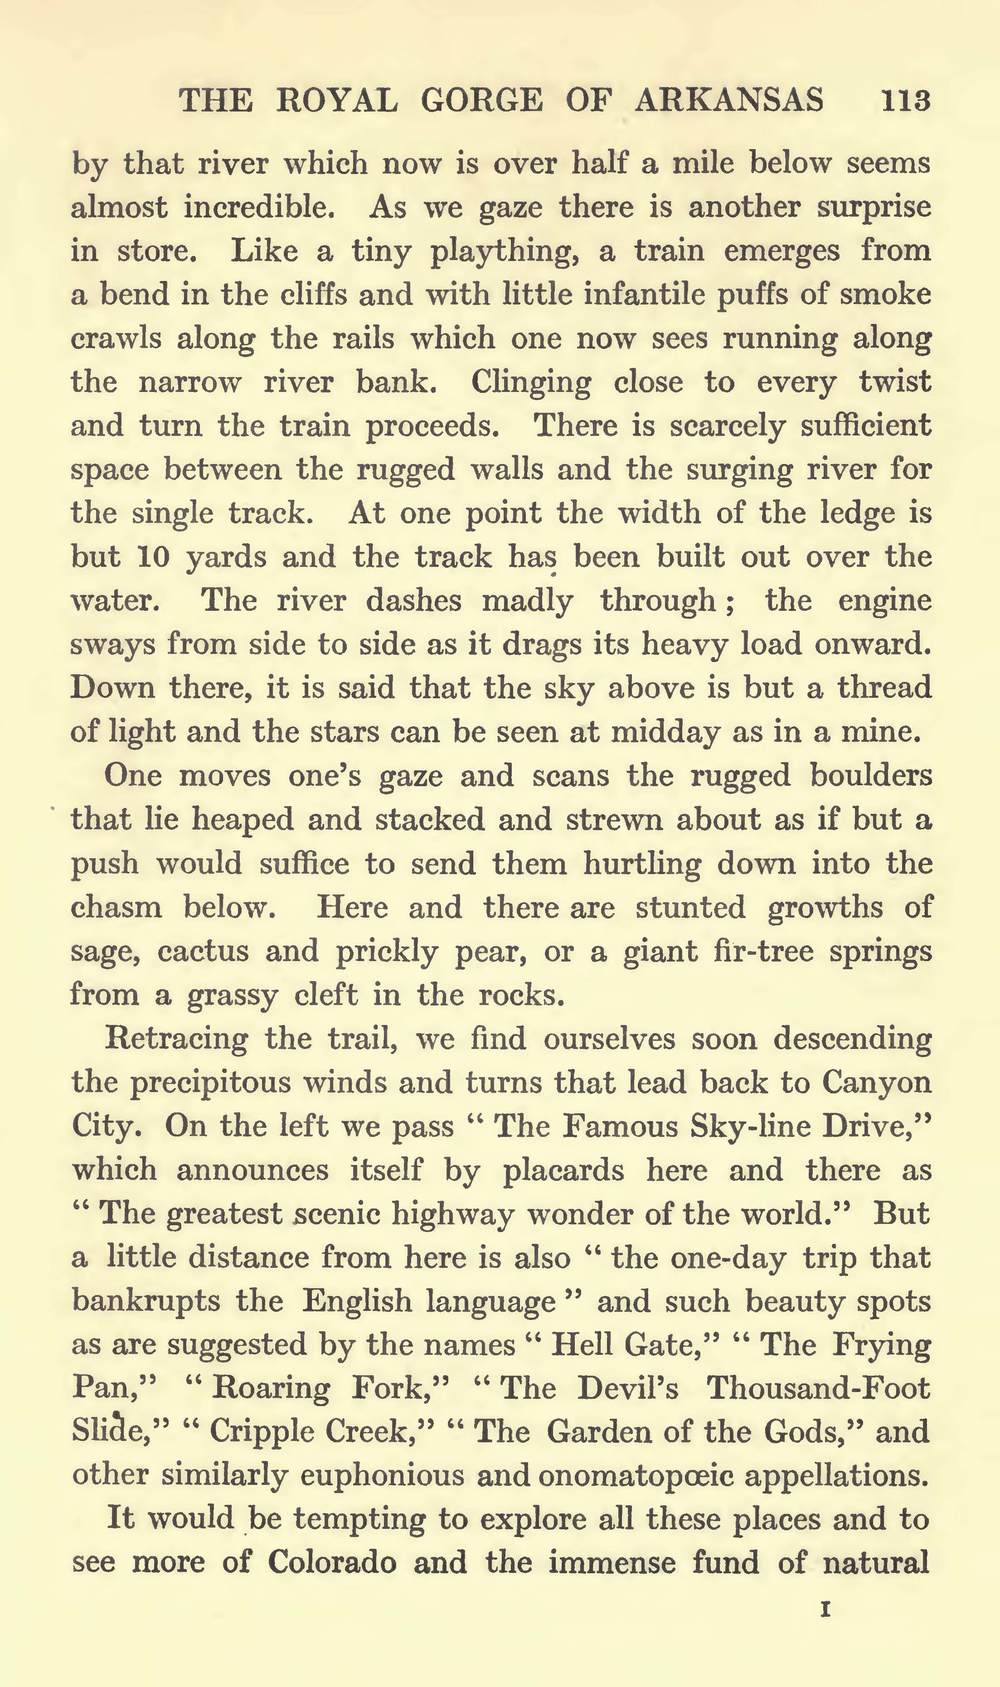 THE ROYAL GORGE OF ARKANSAS 113
by that river which now is over half a mile below seems
almost incredible. As we gaze there is another surprise
in store. Like a tiny plaything, a train emerges from
a bend in the cliffs and with little infantile puffs of smoke
crawls along the rails which one now sees running along
the narrow river bank. Clinging close to every twist
and turn the train proceeds. There is scarcely sufficient
space between the rugged walls and the surging river for
the single track. At one point the width of the ledge is
but 10 yards and the track has been built out over the
water. The river dashes madly through ; the engine
sways from side to side as it drags its heavy load onward.
Down there, it is said that the sky above is but a thread
of light and the stars can be seen at midday as in a mine.
One moves one's gaze and scans the rugged boulders
that lie heaped and stacked and strewn about as if but a
push would suffice to send them hurtling down into the
chasm below. Here and there are stunted growths of
sage, cactus and prickly pear, or a giant fir-tree springs
from a grassy cleft in the rocks.
Retracing the trail, we find ourselves soon descending
the precipitous winds and turns that lead back to Canyon
City. On the left we pass “ The Famous Sky-line Drive,”
which announces itself by placards here and there as
“ The greatest scenic highway wonder of the world.” But
a little distance from here is also “ the one-day trip that
bankrupts the English language ” and such beauty spots
as are suggested by the names “ Hell Gate,” “ The Frying
Pan,” “ Roaring Fork,” “ The Devil's Thousand-Foot
Slide,” “ Cripple Creek,” “ The Garden of the Gods,” and
other similarly euphonious and onomatopœic appellations.
It would be tempting to explore all these places and to
see more of Colorado and the immense fund of natural
I